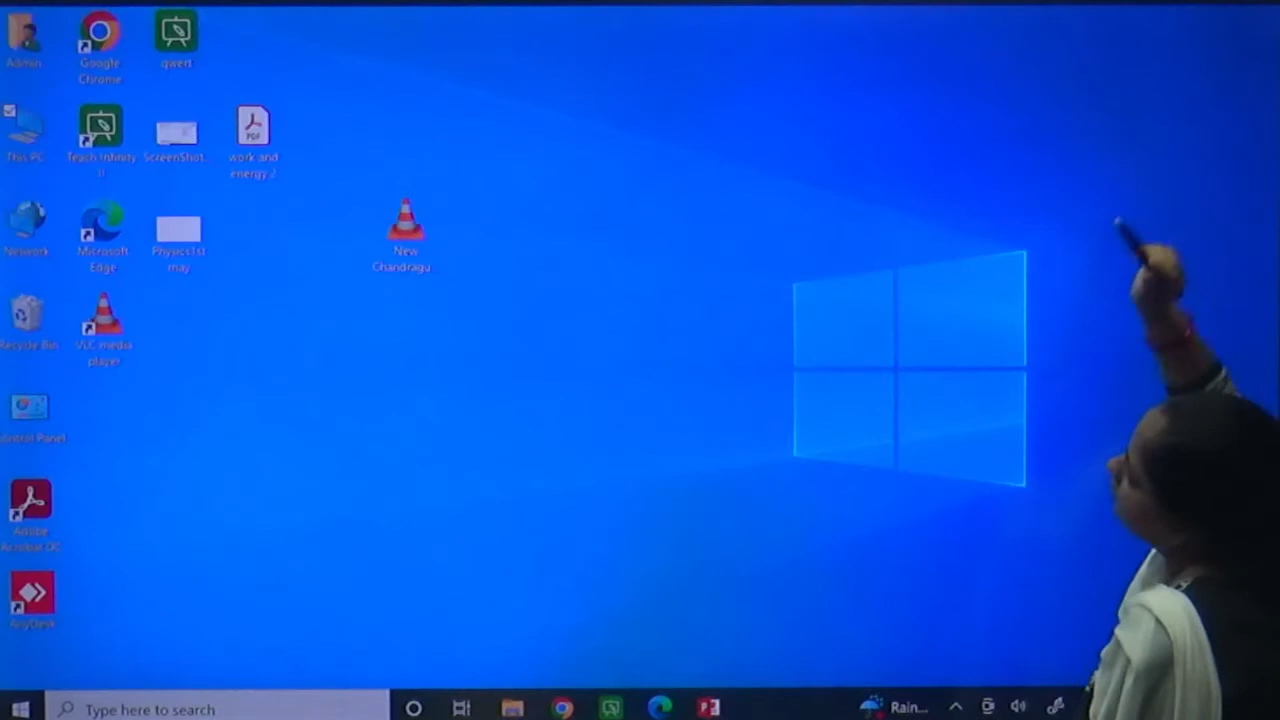 Admin
Google
Chrome
qwert
This PC
Teach Infinity
ScreenShot...
PDF
work and
energy 2
Network
Microsoft
Edge
Physics1st
may
New
Chandragu
Recycle Bin
VLC media
player
Control Panel
Adobe
Acrobat DC
AnyDesk
Type here to search
Rain...